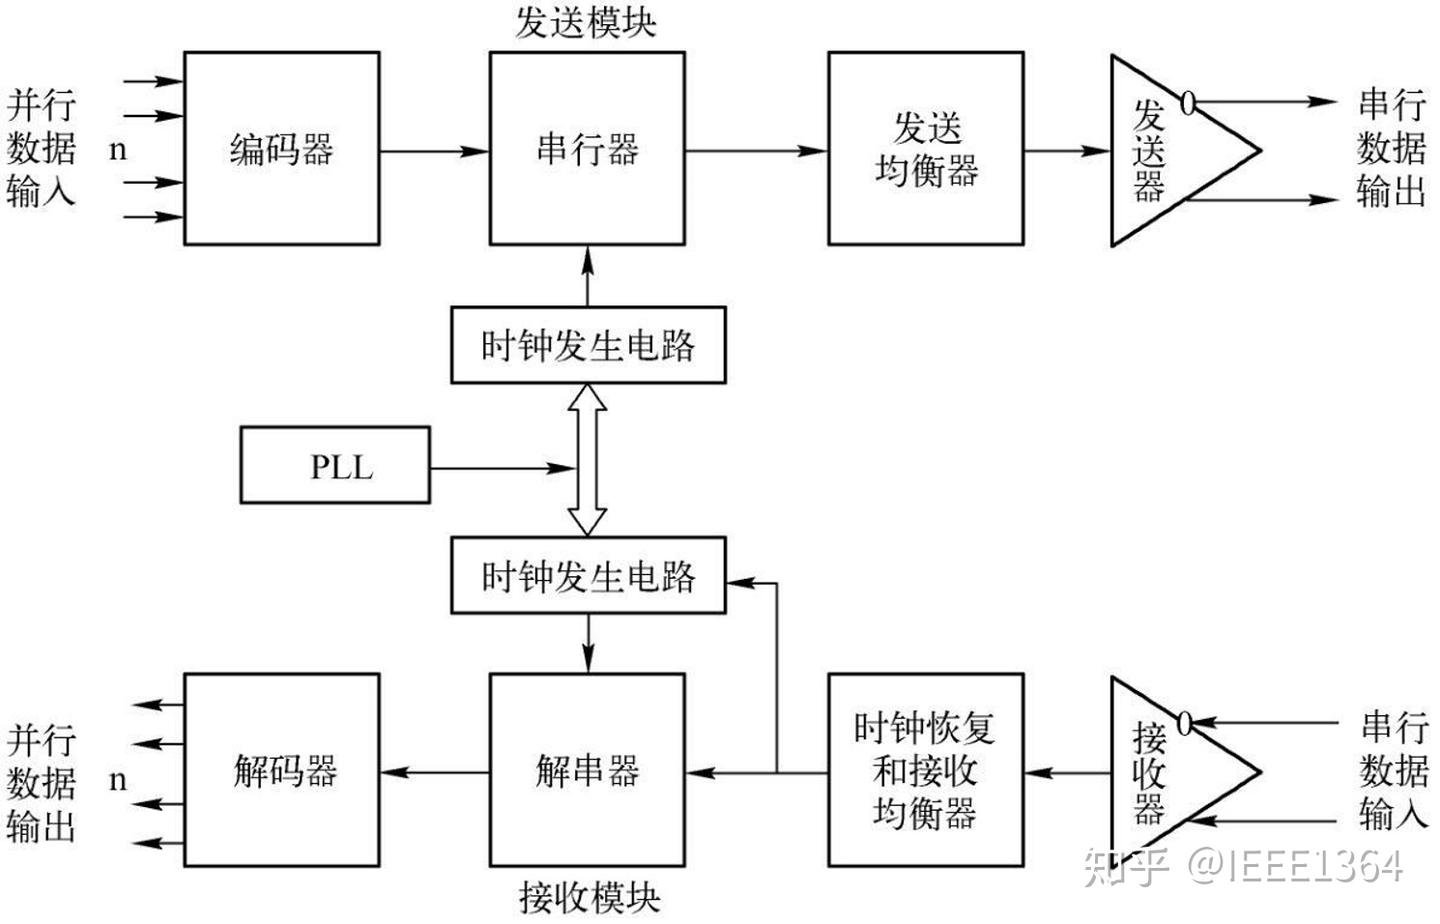 发送模块
并行
数据
输入
n
编码器
串行器
发送
均衡器
发
送
器
串行
数据
输出
时钟发生电路
PLL
时钟发生电路
并行
数据
输出
n
解码器
解串器
时钟恢复
和接收
均衡器
接
收
器
串行
数据
输入
接收模块
知乎 @IEEE1364